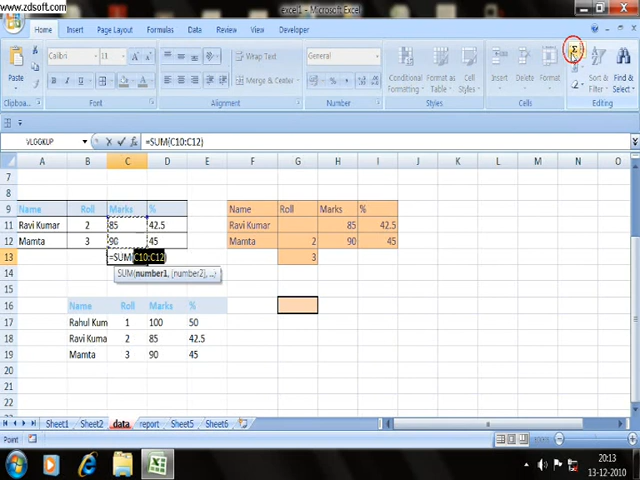 www.zdsoft.com
excel1 - Microsoft Excel
Home Insert Page Layout Formulas Data Review View Developer
Paste
Calibri 11
Wrap Text
Merge & Center
General
Conditional Formatting
Format as Table
Cell Styles
Insert Delete Format
Sort & Filter
Find & Select
Clipboard Font Alignment Number Styles Cells Editing
VLOOKUP =SUM(C10:C12)
A B C D E F G H I J K L M N O
7
8
9 Name Roll Marks % Name Roll Marks %
11 Ravi Kumar 2 85 42.5 Ravi Kumar 85 42.5
12 Mamta 3 90 45 Mamta 2 90 45
13 =SUM(C10:C12) 3
14 SUM(number1, [number2], ...)
15
16 Name Roll Marks %
17 Rahul Kum 1 100 50
18 Ravi Kuma 2 85 42.5
19 Mamta 3 90 45
20
21
22
Sheet1 Sheet2 data report Sheet5 Sheet6
Point
20:13
13-12-2010